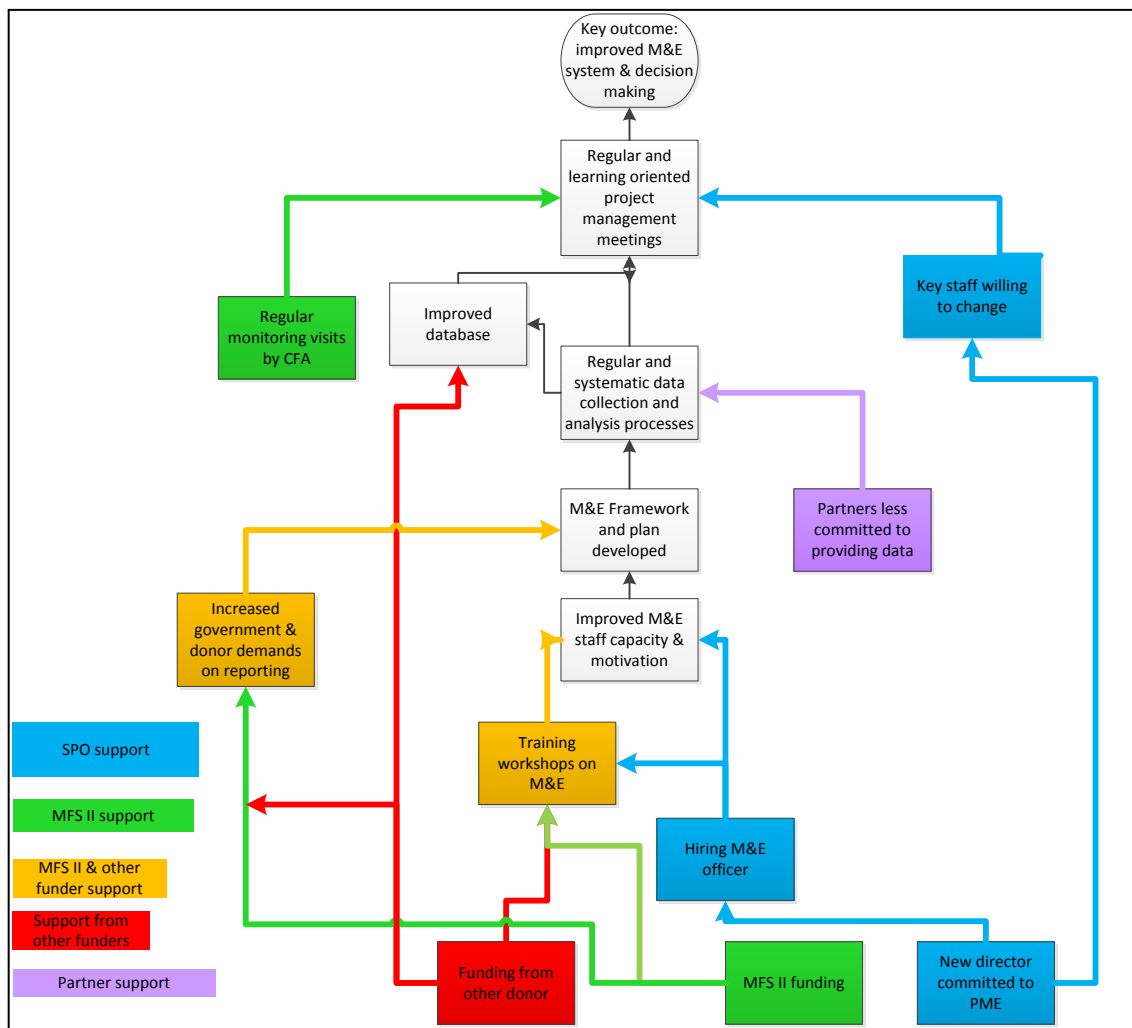 Key outcome:
improved M&E
system & decision
making
Regular and
learning oriented
project
management
meetings
Key staff willing
to change
Regular
monitoring visits
by CFA
Improved
database
Regular and
systematic data
collection and
analysis processes
M&E Framework
and plan
developed
Partners less
committed to
providing data
Increased
government &
donor demands
on reporting
Improved M&E
staff capacity &
motivation
Training
workshops on
M&E
Hiring M&E
officer
Funding from
other donor
MFS II funding
New director
committed to
PME
SPO support
MFS II support
MFS II & other
funder support
Support from
other funders
Partner support